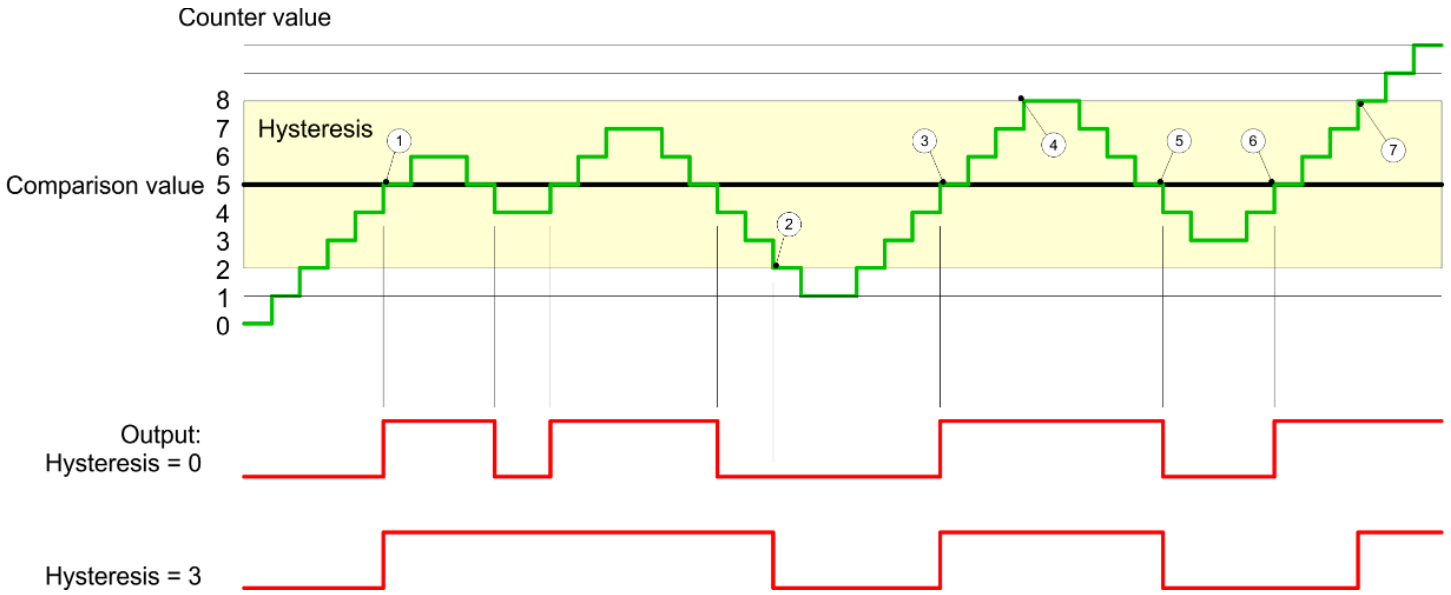 Counter value
8
7
Hysteresis
1
3
4
5
6
7
6
Comparison value 5
4
3
2
2
1
0
Output:
Hysteresis = 0
Hysteresis = 3